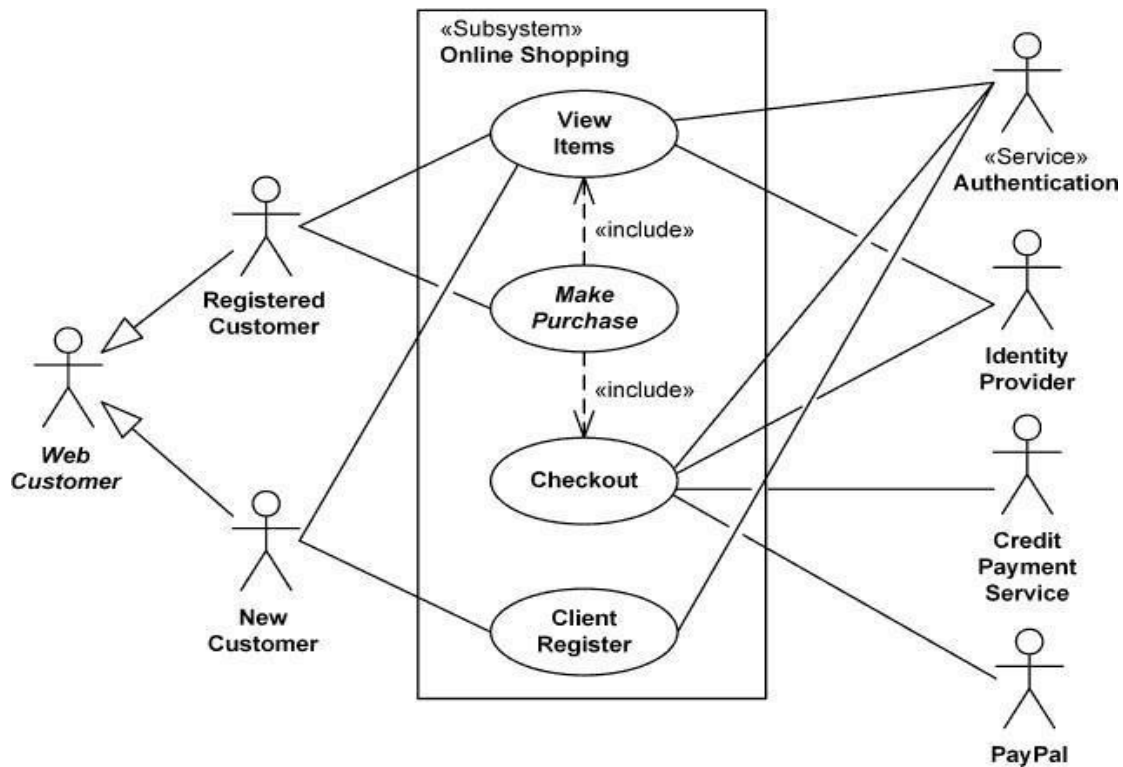 «Subsystem»
Online Shopping
View
Items
«include»
Make
Purchase
«include»
Checkout
Client
Register
Registered
Customer
Web
Customer
New
Customer
«Service»
Authentication
Identity
Provider
Credit
Payment
Service
PayPal